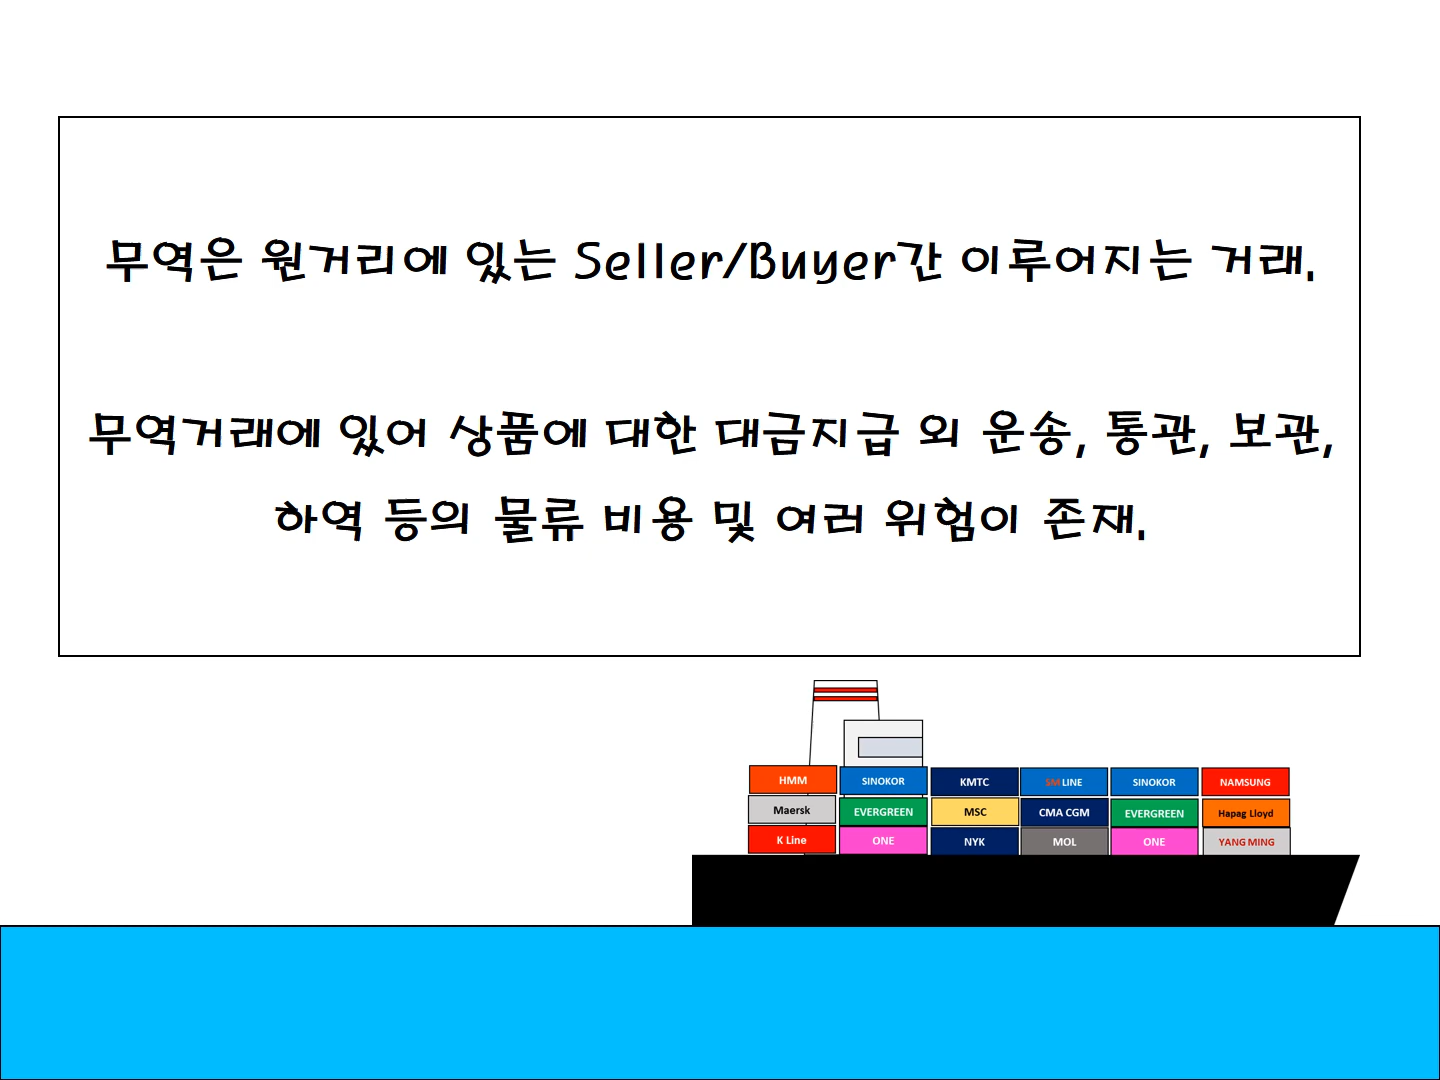 무역은 원거리에 있는 Seller/Buyer간 이루어지는 거래.
무역거래에 있어 상품에 대한 대금지급 외 운송, 통관, 보관,
하역 등의 물류 비용 및 여러 위험이 존재.
HMM SINOKOR KMTC SM LINE SINOKOR NAMSUNG
Maersk EVERGREEN MSC CMA CGM EVERGREEN Hapag Lloyd
K Line ONE NYK MOL ONE YANG MING